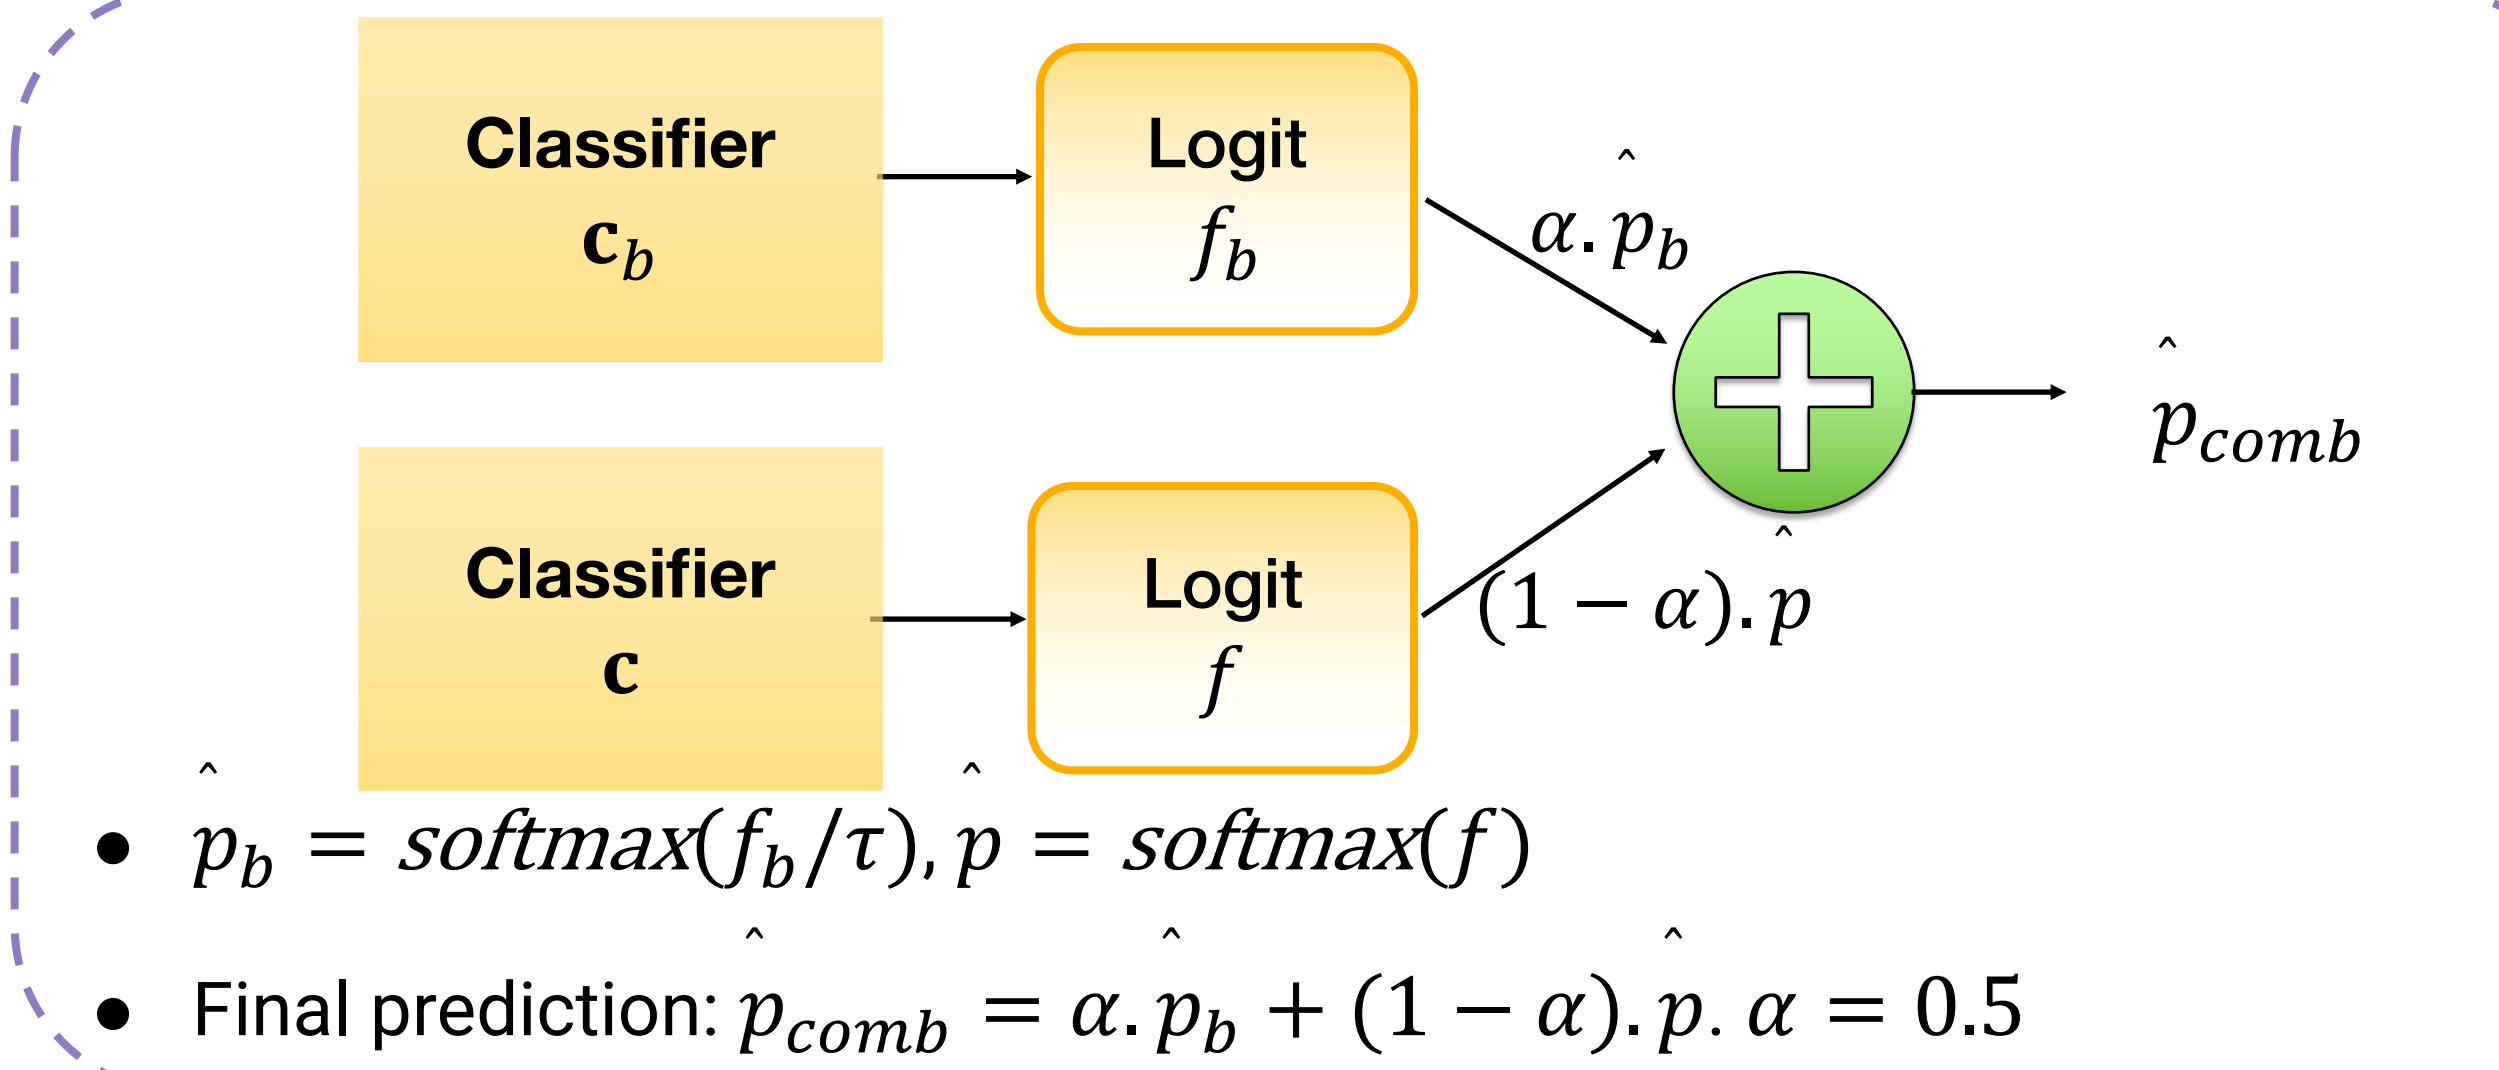 Classifier
𝐜_b
Logit
f_b
α.p̂_b
p̂_comb
Classifier
𝐜
Logit
f
(1 − α).p̂
• p̂_b = softmax(f_b/τ), p̂ = softmax(f)
• Final prediction: p̂_comb = α.p̂_b + (1 − α).p̂. α = 0.5